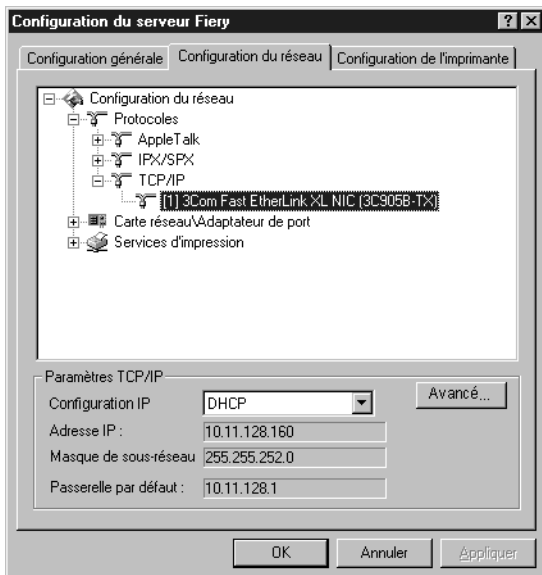 Configuration du serveur Fiery
Configuration générale
Configuration du réseau
Configuration de l'imprimante
Configuration du réseau
Protocoles
AppleTalk
IPX/SPX
TCP/IP
[1] 3Com Fast EtherLink XL NIC (3C905B-TX)
Carte réseau\Adaptateur de port
Services d'impression
Paramètres TCP/IP
Configuration IP
DHCP
Avancé...
Adresse IP :
10.11.128.160
Masque de sous-réseau
255.255.252.0
Passerelle par défaut :
10.11.128.1
OK
Annuler
Appliquer